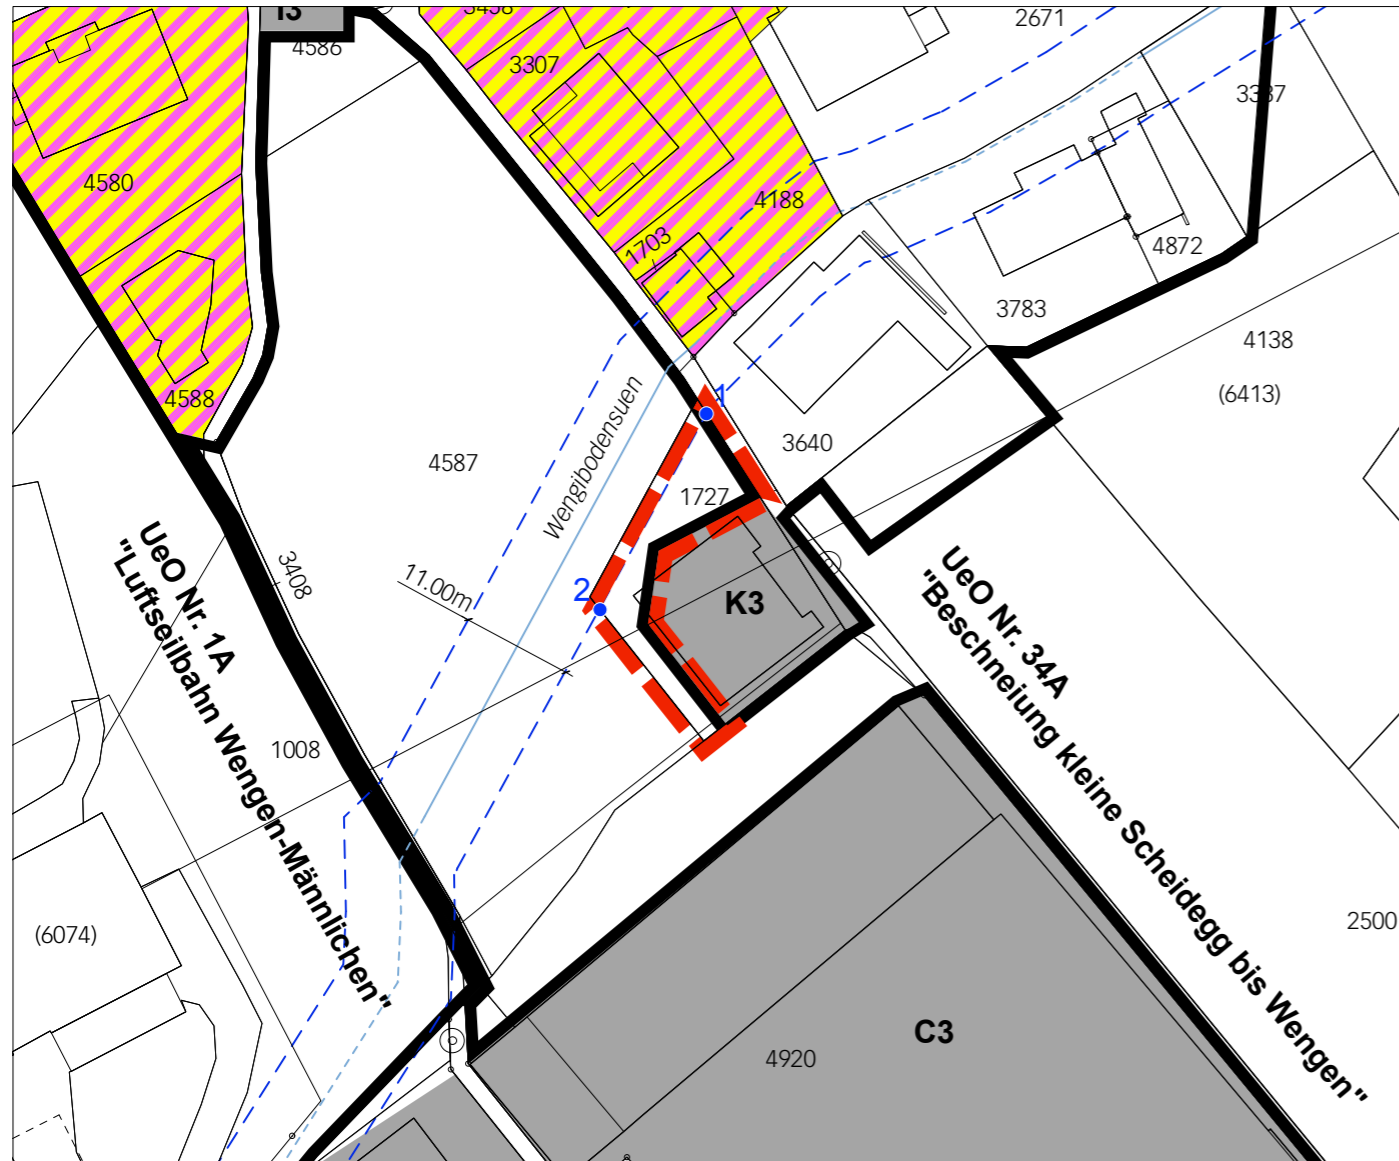 I3
3458
2671
4586
3307
3387
4580
4188
1703
4872
3783
4138
4588
(6413)
1
3640
4587
Wengibodensuen
1727
UeO Nr. 1A
"Luftseilbahn Wengen-Männlichen"
3408
11.00m
2
K3
UeO Nr. 34A
"Beschneiung kleine Scheidegg bis Wengen"
1008
(6074)
2500
C3
4920